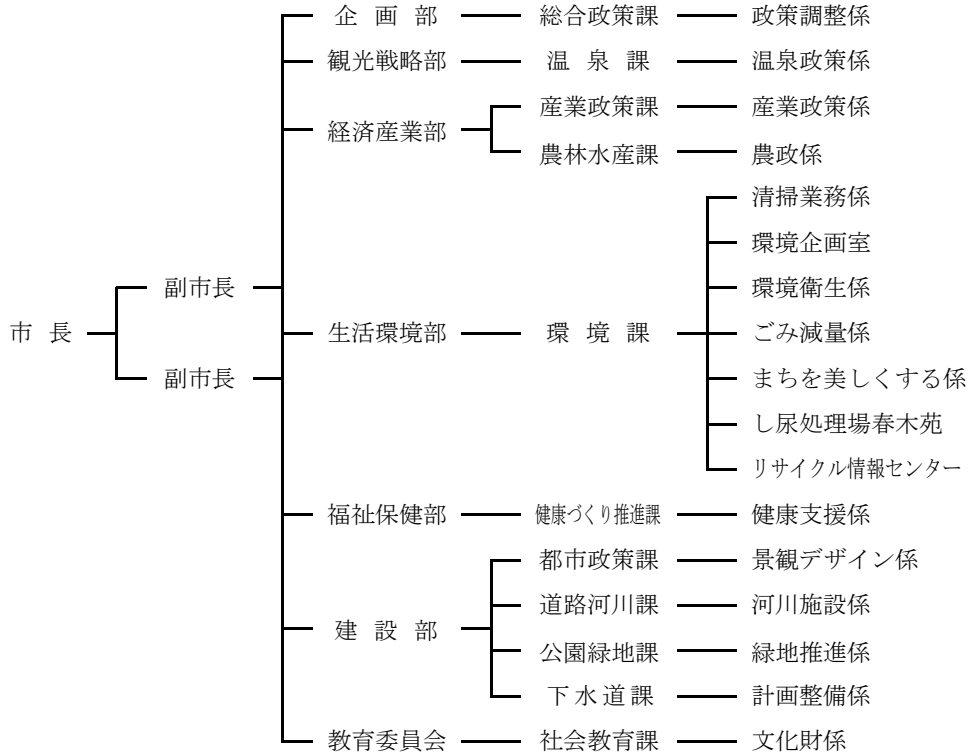 企画部 総合政策課 政策調整係
観光戦略部 温泉課 温泉政策係
産業政策課 産業政策係
経済産業部
農林水産課 農政係
清掃業務係
環境企画室
副市長 環境衛生係
市長 生活環境部 環境課 ごみ減量係
副市長 まちを美しくする係
し尿処理場春木苑
リサイクル情報センター
福祉保健部 健康づくり推進課 健康支援係
都市政策課 景観デザイン係
道路河川課 河川施設係
建設部
公園緑地課 緑地推進係
下水道課 計画整備係
教育委員会 社会教育課 文化財係